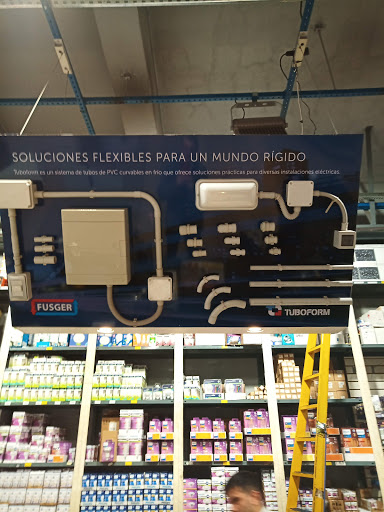 SOLUCIONES FLEXIBLES PARA UN MUNDO RÍGIDO
Tuboform es un sistema de tubos de PVC curvables en frio que ofrece soluciones prácticas para diversas instalaciones eléctricas.
FUSGER
TUBOFORM